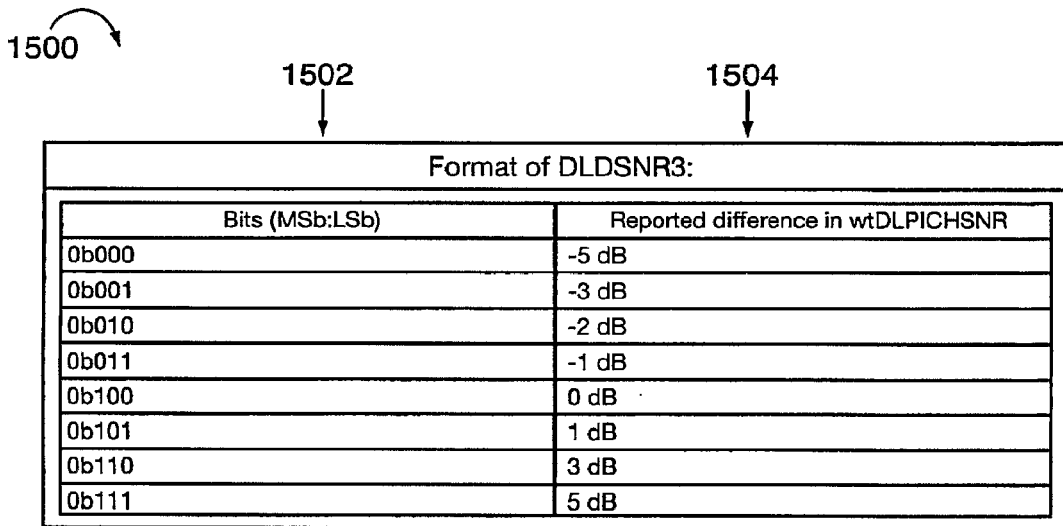 1500
1502 1504
Format of DLDSNR3:
Bits (MSb:LSb) Reported difference in wtDLPICHSNR
0b000 -5 dB
0b001 -3 dB
0b010 -2 dB
0b011 -1 dB
0b100 0 dB
0b101 1 dB
0b110 3 dB
0b111 5 dB